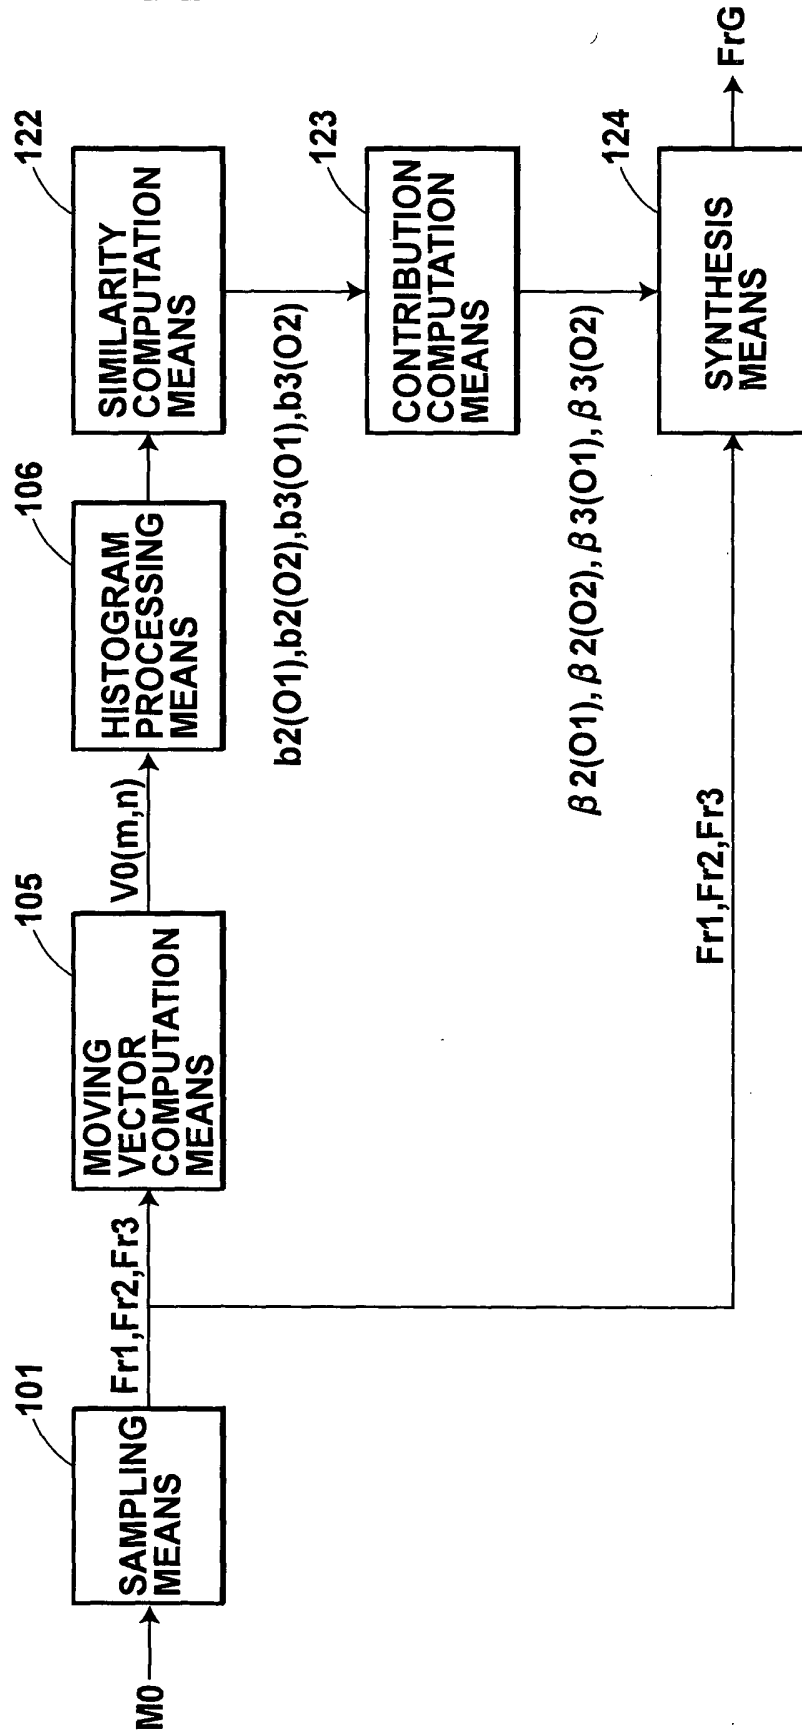 M0
101
SAMPLING
MEANS
Fr1,Fr2,Fr3
105
MOVING
VECTOR
COMPUTATION
MEANS
V0(m,n)
106
HISTOGRAM
PROCESSING
MEANS
122
SIMILARITY
COMPUTATION
MEANS
b2(O1),b2(O2),b3(O1),b3(O2)
123
CONTRIBUTION
COMPUTATION
MEANS
β2(O1),β2(O2),β3(O1),β3(O2)
Fr1,Fr2,Fr3
124
SYNTHESIS
MEANS
FrG